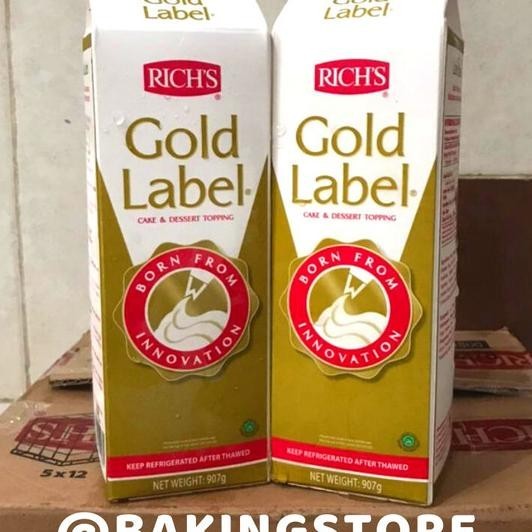 Gold
Label
RICH'S
Gold
Label
CAKE & DESSERT TOPPING
BORN FROM
INNOVATION
KEEP REFRIGERATED AFTER THAWED
NET WEIGHT: 907g
Gold
Label
RICH'S
Gold
Label
CAKE & DESSERT TOPPING
BORN FROM
INNOVATION
KEEP REFRIGERATED AFTER THAWED
NET WEIGHT: 907g
5x12
@BAKINGSTORE